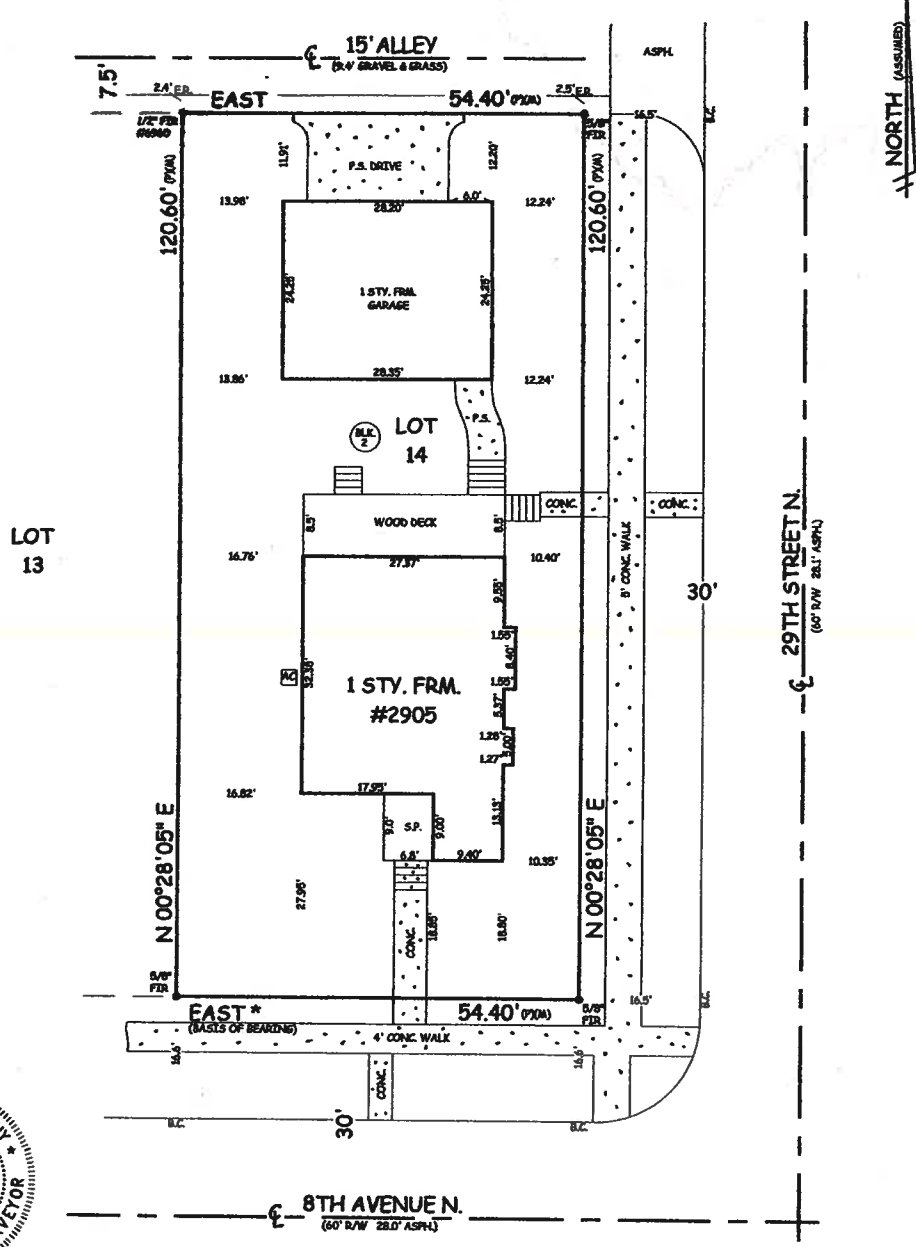 15' ALLEY
(9.4' GRAVEL & GRASS)
ASPH.
NORTH (ASSUMED)
7.5'
2.4' E.P.
EAST
54.40' (P)(M)
2.5' E.P.
1/2" FIR
#6960
5/8"
FIR
16.5'
B.C.
120.60' (P)(M)
11.91'
P.S. DRIVE
12.20'
120.60' (P)(M)
13.98'
28.20'
6.0'
12.24'
24.25'
1 STY. FRM.
GARAGE
24.25'
13.86'
28.35'
12.24'
P.S.
BLK.
2
LOT
14
CONC.
CONC.
8.5'
WOOD DECK
8.5'
LOT
13
16.76'
27.37'
10.40'
5' CONC. WALK
30'
29TH STREET N.
(60' R/W 28.1' ASPH.)
9.55'
1.55'
8.40'
1.55'
AC
32.38'
1 STY. FRM.
#2905
5.37'
1.28'
5.00'
1.27'
16.82'
17.95'
13.13'
9.0'
S.P.
9.00'
6.8'
9.40'
10.35'
N 00°28'05" E
N 00°28'05" E
27.95'
CONC.
18.85'
18.80'
5/8"
FIR
EAST *
(BASIS OF BEARING)
54.40' (P)(M)
5/8"
FIR
16.5'
B.C.
4' CONC. WALK
16.6'
16.6'
CONC.
B.C.
30'
B.C.
8TH AVENUE N.
(60' R/W 28.0' ASPH.)